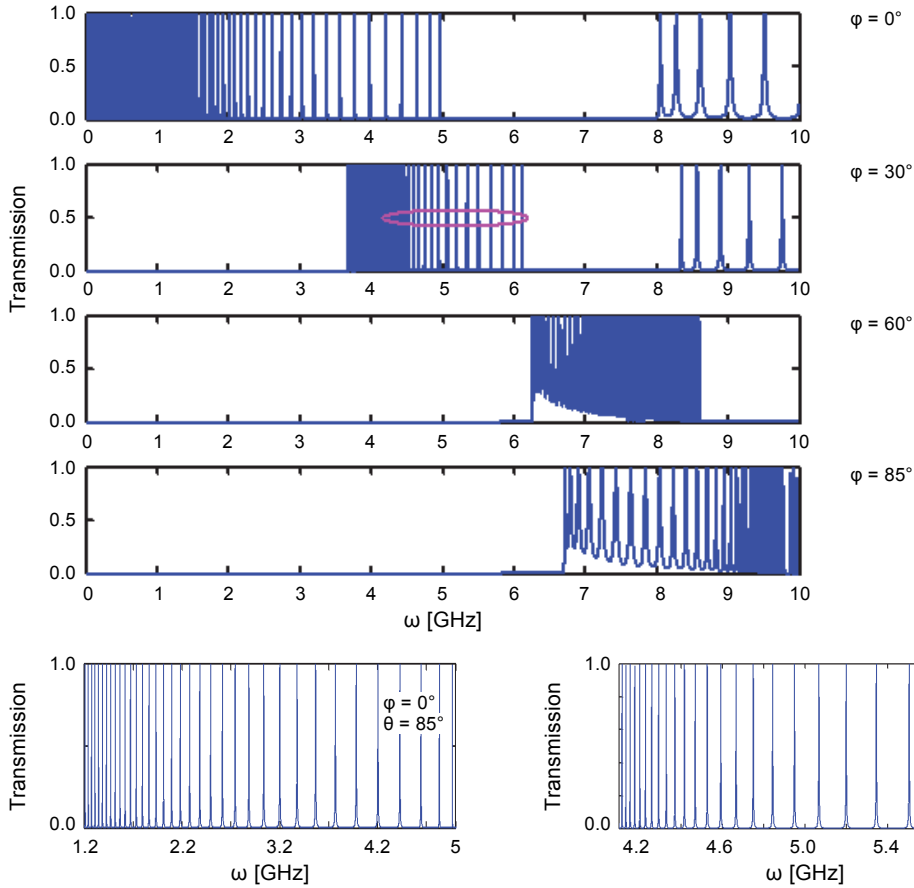 1.0
0.5
0.0
0 1 2 3 4 5 6 7 8 9 10
φ = 0°
1.0
0.5
0.0
0 1 2 3 4 5 6 7 8 9 10
φ = 30°
Transmission
1.0
0.5
0.0
0 1 2 3 4 5 6 7 8 9 10
φ = 60°
1.0
0.5
0.0
0 1 2 3 4 5 6 7 8 9 10
φ = 85°
ω [GHz]
Transmission
1.0
0.0
φ = 0°
θ = 85°
1.2 2.2 3.2 4.2 5
ω [GHz]
Transmission
1.0
0.0
4.2 4.6 5.0 5.4
ω [GHz]